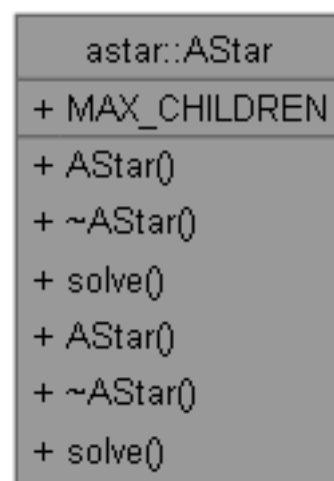 astar::AStar
+ MAX_CHILDREN
+ AStar()
+ ~AStar()
+ solve()
+ AStar()
+ ~AStar()
+ solve()